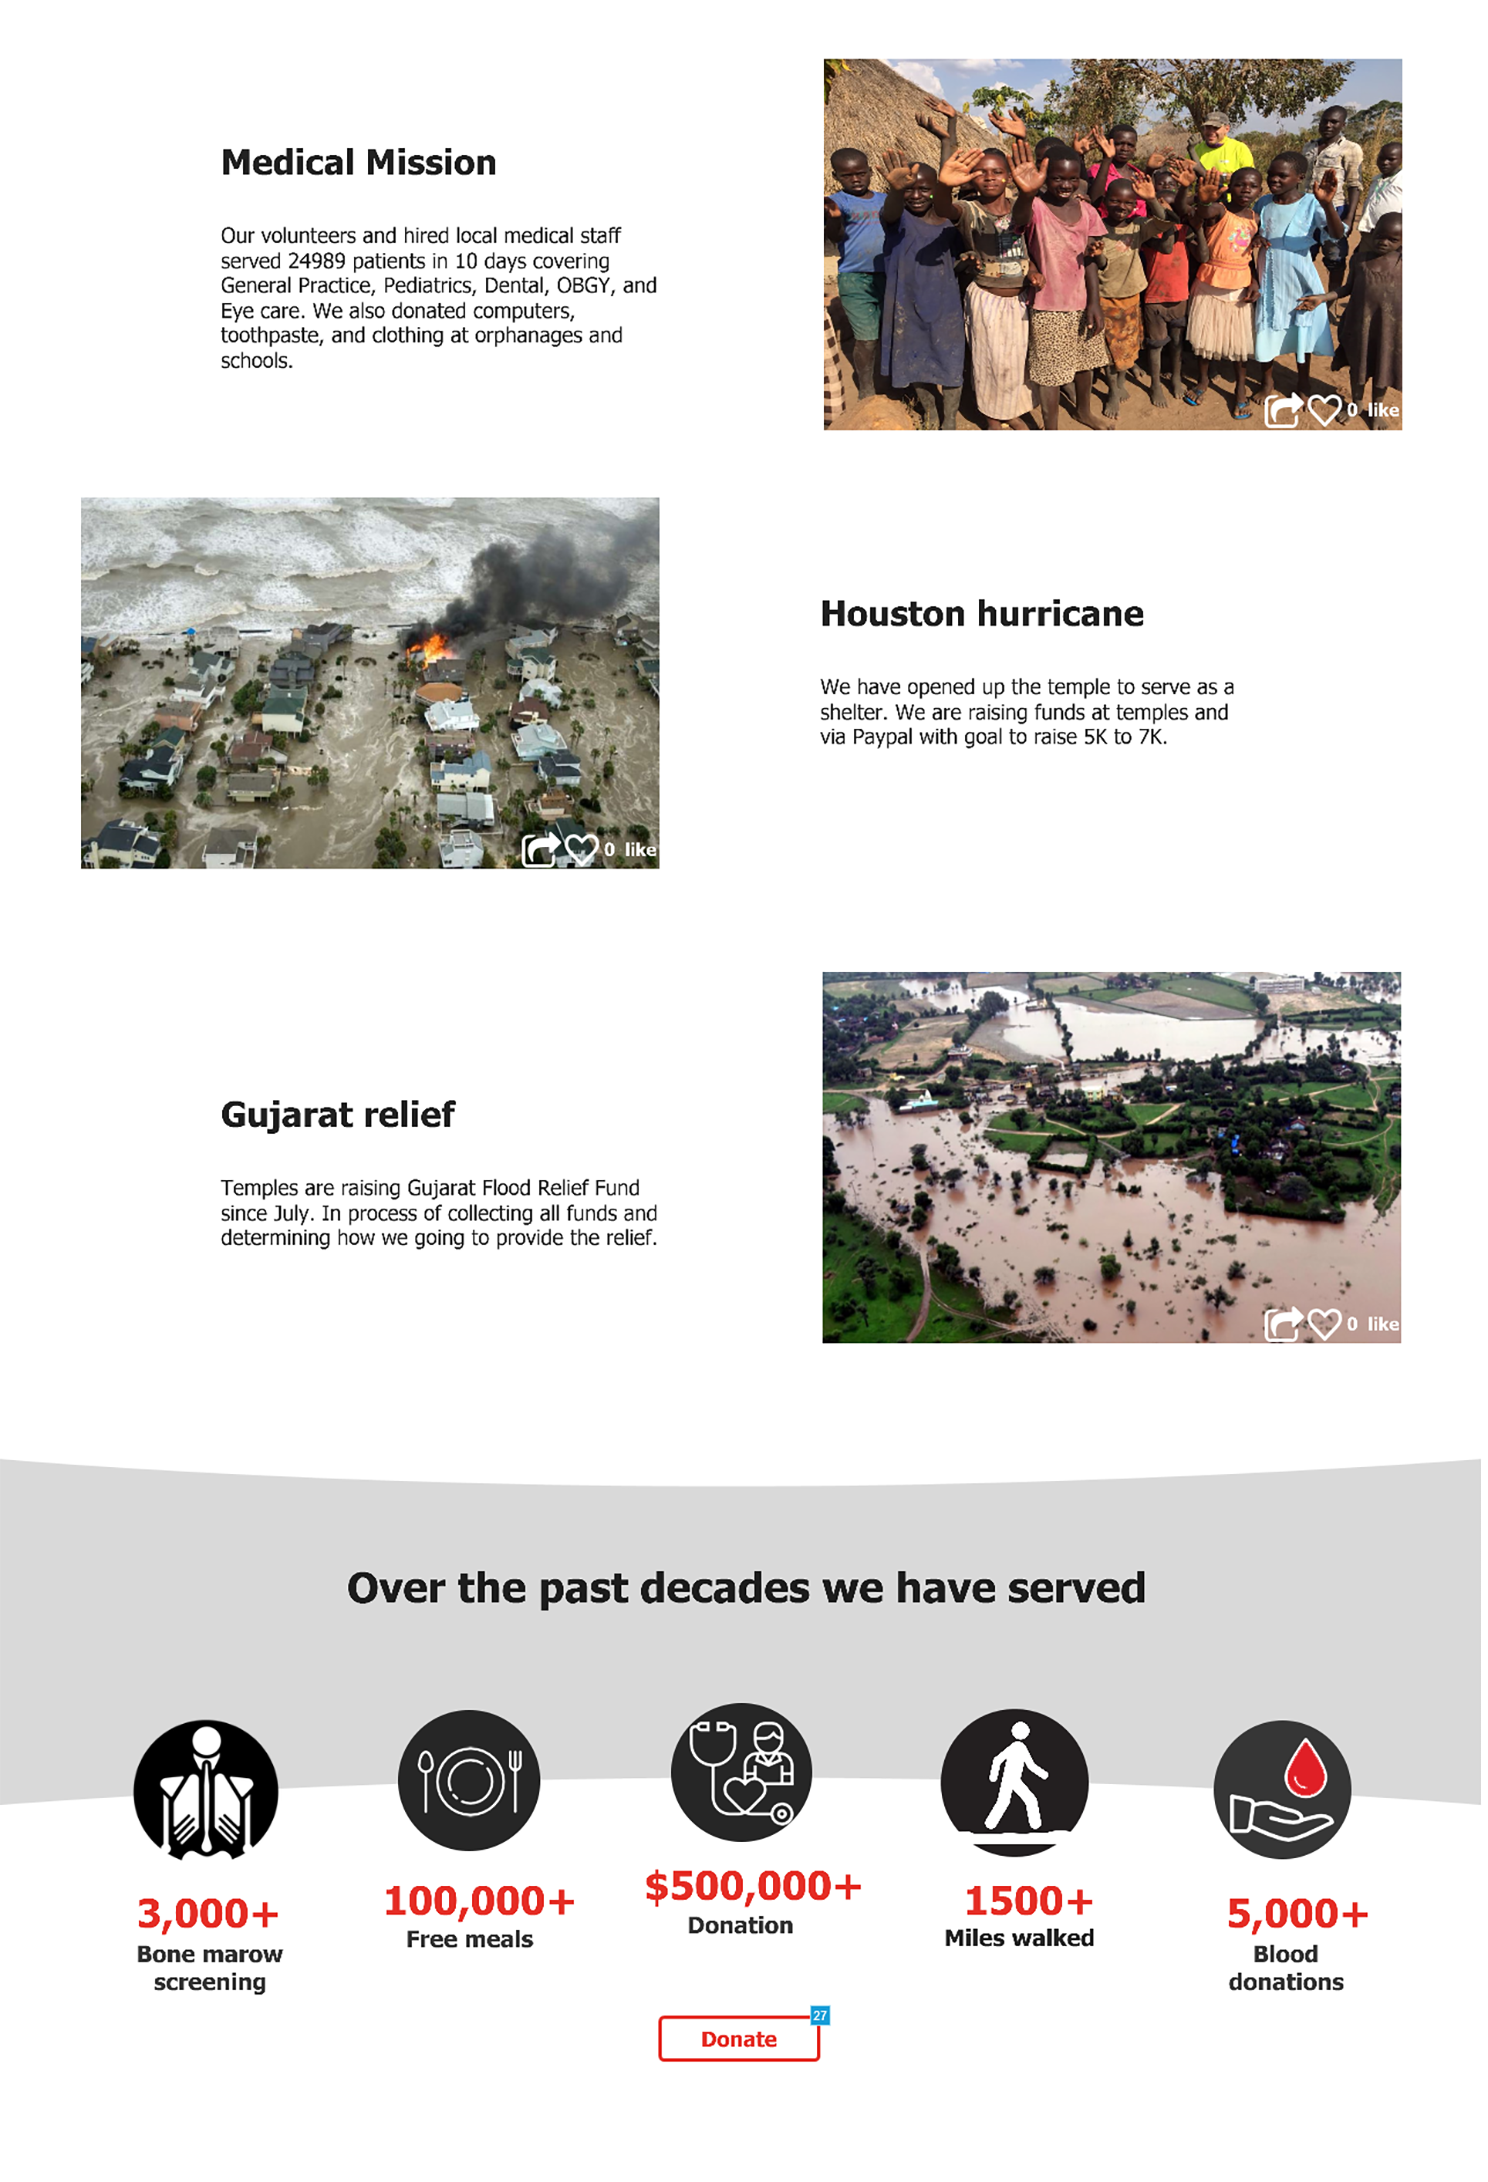 Medical Mission
Our volunteers and hired local medical staff
served 24989 patients in 10 days covering
General Practice, Pediatrics, Dental, OBGY, and
Eye care. We also donated computers,
toothpaste, and clothing at orphanages and
schools.
0 like
Houston hurricane
We have opened up the temple to serve as a
shelter. We are raising funds at temples and
via Paypal with goal to raise 5K to 7K.
0 like
Gujarat relief
Temples are raising Gujarat Flood Relief Fund
since July. In process of collecting all funds and
determining how we going to provide the relief.
0 like
Over the past decades we have served
3,000+
Bone marow
screening
100,000+
Free meals
$500,000+
Donation
1500+
Miles walked
5,000+
Blood
donations
27
Donate